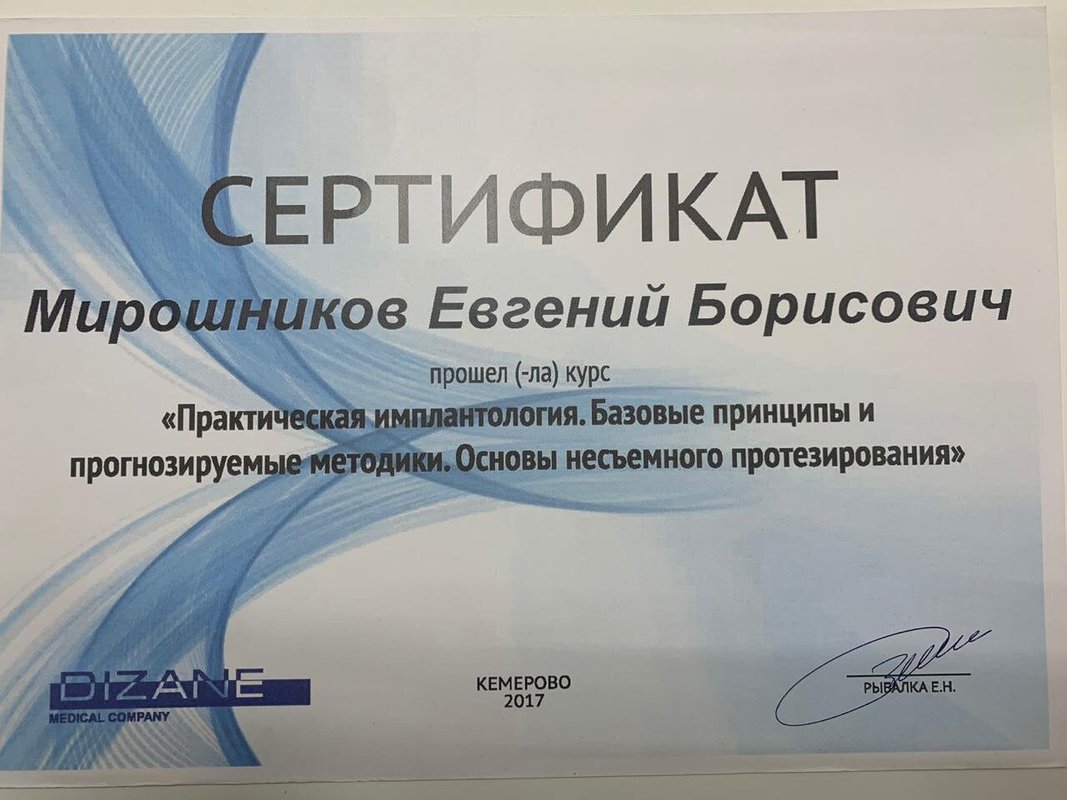 СЕРТИФИКАТ
Мирошников Евгений Борисович
прошел (-ла) курс
«Практическая имплантология. Базовые принципы и
прогнозируемые методики. Основы несъемного протезирования»
DIZANE
MEDICAL COMPANY
КЕМЕРОВО
2017
РЫБАЛКА Е.Н.